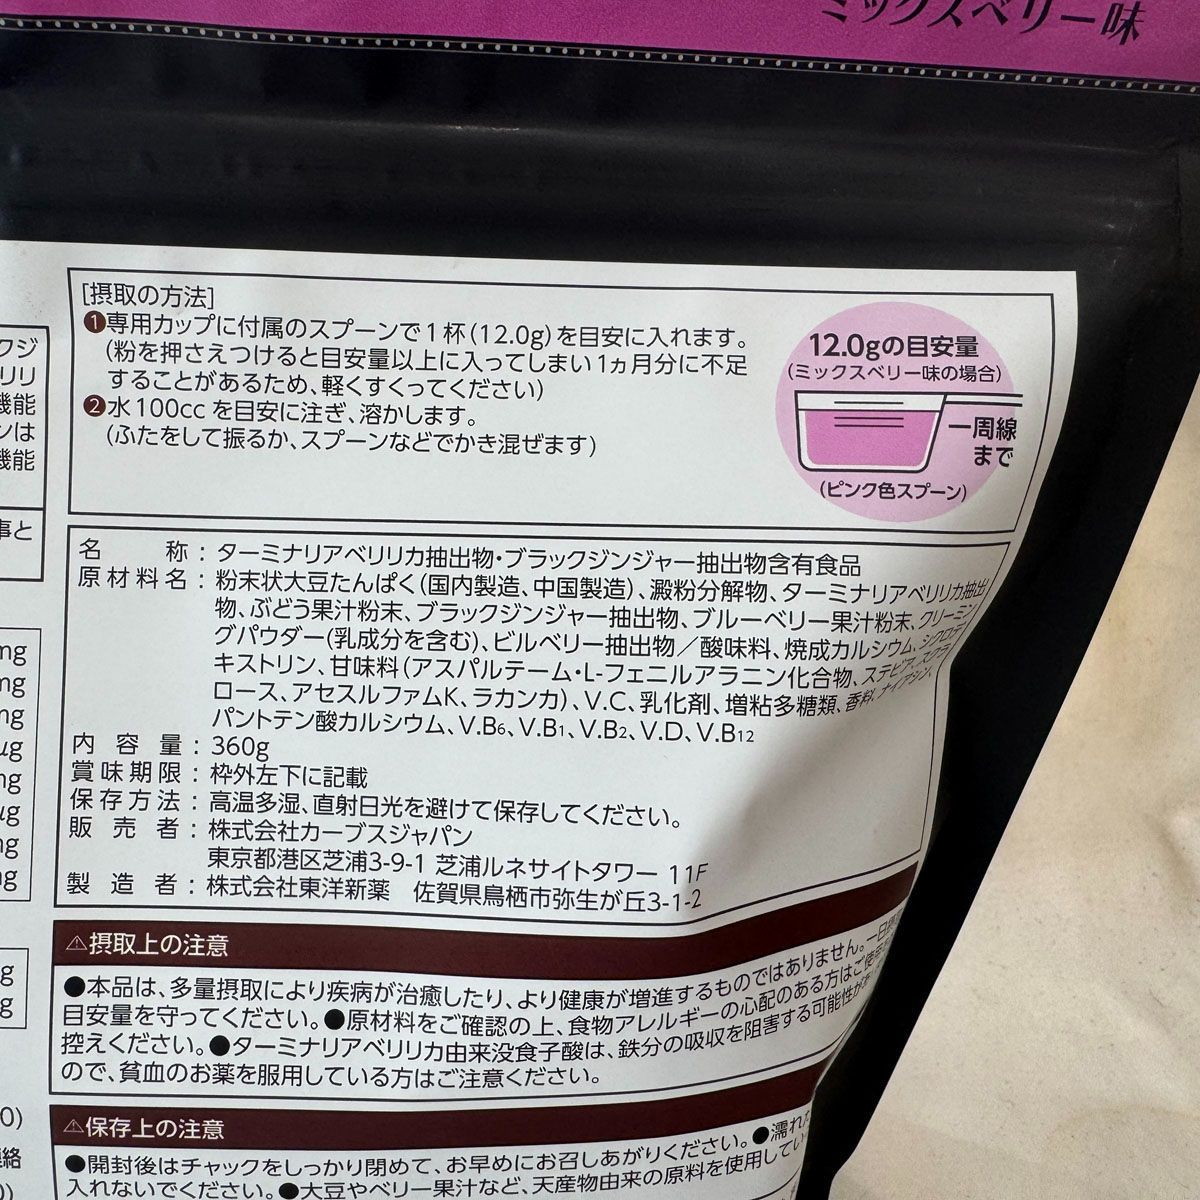 ミックスベリー味
[摂取の方法]
❶専用カップに付属のスプーンで1杯(12.0g)を目安に入れます。
(粉を押さえつけると目安量以上に入ってしまい1ヵ月分に不足
することがあるため、軽くすくってください)
❷水100ccを目安に注ぎ、溶かします。
(ふたをして振るか、スプーンなどでかき混ぜます)
12.0gの目安量
(ミックスベリー味の場合)
一周線
まで
(ピンク色スプーン)
クジ
リリ
機能
ンは
機能
事と
mg
mg
mg
μg
mg
μg
mg
mg
g
g
0)
絡
名称:ターミナリアベリリカ抽出物・ブラックジンジャー抽出物含有食品
原材料名:粉末状大豆たんぱく(国内製造、中国製造)、澱粉分解物、ターミナリアベリリカ抽出
物、ぶどう果汁粉末、ブラックジンジャー抽出物、ブルーベリー果汁粉末、クリーミン
グパウダー(乳成分を含む)、ビルベリー抽出物/酸味料、焼成カルシウム、シクロデ
キストリン、甘味料(アスパルテーム・L-フェニルアラニン化合物、ステビア、スクラ
ロース、アセスルファムK、ラカンカ)、V.C、乳化剤、増粘多糖類、香料、ナイアシン、
パントテン酸カルシウム、V.B6、V.B1、V.B2、V.D、V.B12
内容量:360g
賞味期限:枠外左下に記載
保存方法:高温多湿、直射日光を避けて保存してください。
販売者:株式会社カーブスジャパン
東京都港区芝浦3-9-1 芝浦ルネサイトタワー 11F
製造者:株式会社東洋新薬 佐賀県鳥栖市弥生が丘3-1-2
⚠摂取上の注意
●本品は、多量摂取により疾病が治癒したり、より健康が増進するものではありません。一日
目安量を守ってください。●原材料をご確認の上、食物アレルギーの心配のある方はご使用
控えください。●ターミナリアベリリカ由来没食子酸は、鉄分の吸収を阻害する可能性が
ので、貧血のお薬を服用している方はご注意ください。
⚠保存上の注意
●開封後はチャックをしっかり閉めて、お早めにお召しあがりください。●濡れた
入れないでください。●大豆やベリー果汁など、天産物由来の原料を使用してい